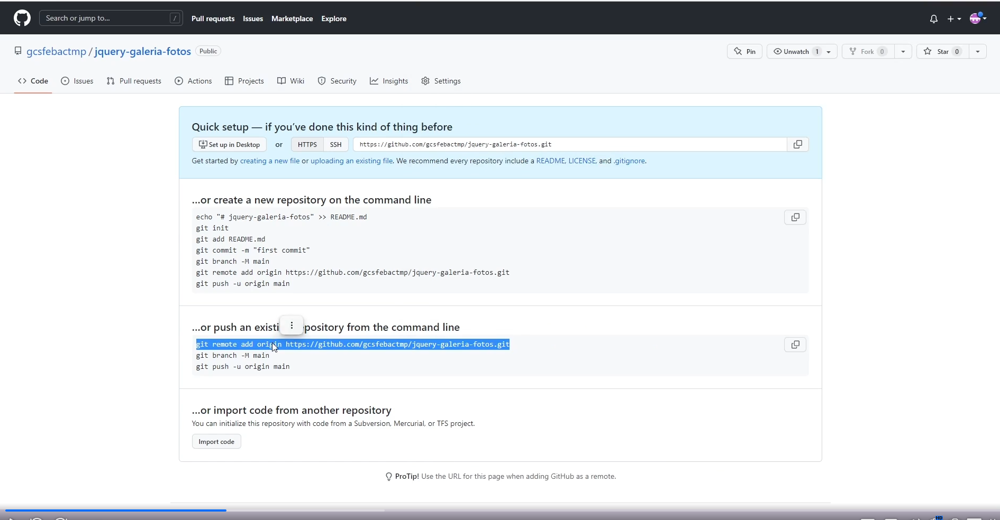 Search or jump to... / Pull requests Issues Marketplace Explore
gcsfebactmp / jquery-galeria-fotos Public Pin Unwatch 1 Fork 0 Star 0
Code Issues Pull requests Actions Projects Wiki Security Insights Settings
Quick setup — if you’ve done this kind of thing before
Set up in Desktop or HTTPS SSH https://github.com/gcsfebactmp/jquery-galeria-fotos.git
Get started by creating a new file or uploading an existing file. We recommend every repository include a README, LICENSE, and .gitignore.
…or create a new repository on the command line
echo "# jquery-galeria-fotos" >> README.md
git init
git add README.md
git commit -m "first commit"
git branch -M main
git remote add origin https://github.com/gcsfebactmp/jquery-galeria-fotos.git
git push -u origin main
…or push an existi pository from the command line
git remote add origin https://github.com/gcsfebactmp/jquery-galeria-fotos.git
git branch -M main
git push -u origin main
…or import code from another repository
You can initialize this repository with code from a Subversion, Mercurial, or TFS project.
Import code
ProTip! Use the URL for this page when adding GitHub as a remote.
HD